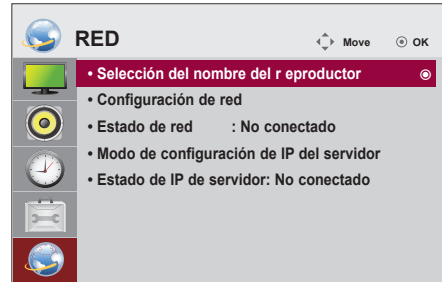 RED
Move OK
• Selección del nombre del r eproductor
• Configuración de red
• Estado de red : No conectado
• Modo de configuración de IP del servidor
• Estado de IP de servidor: No conectado